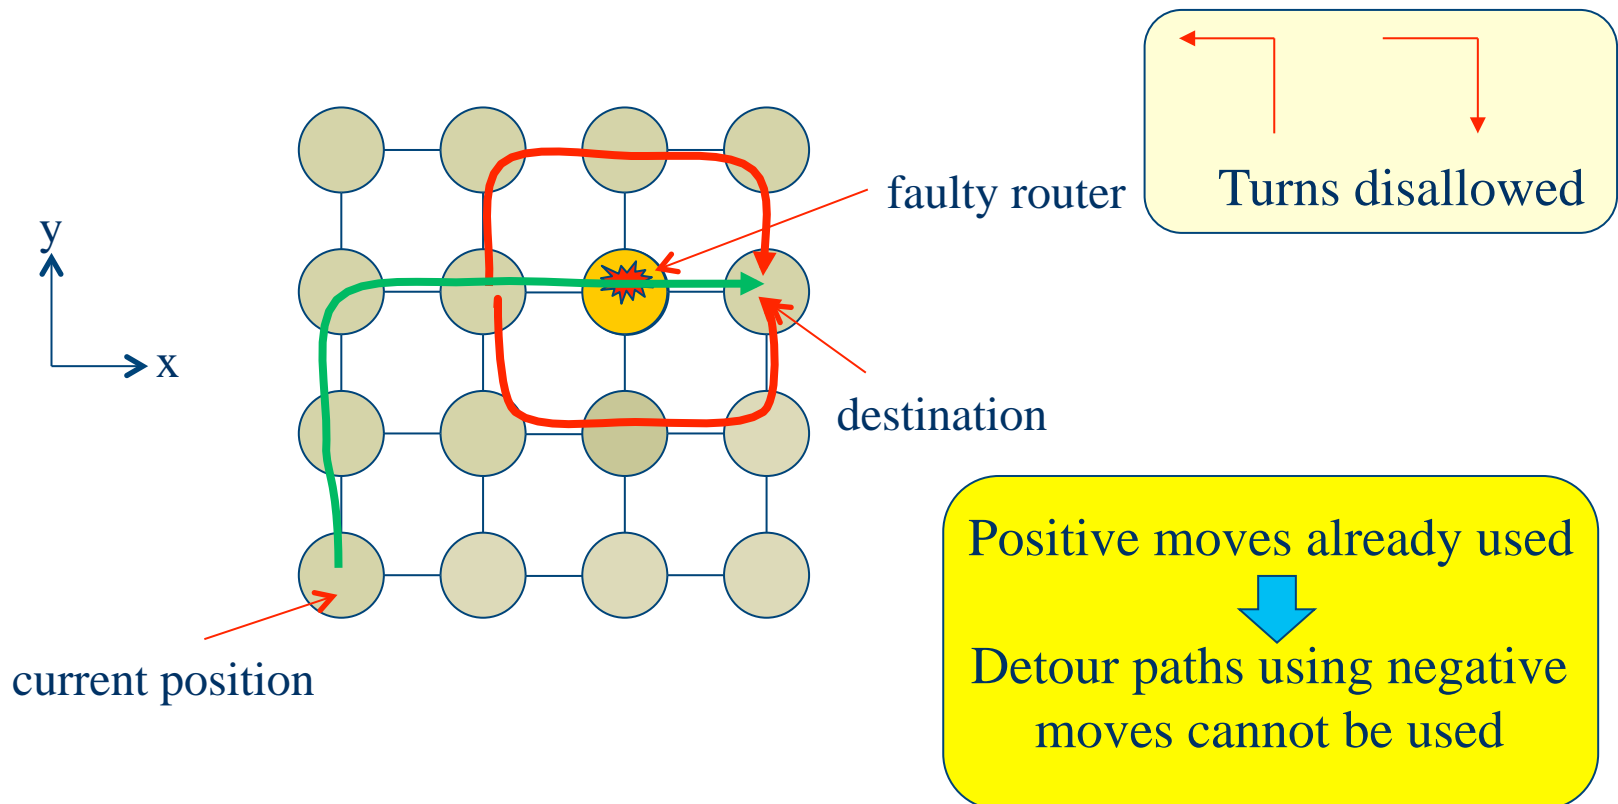 Turns disallowed
faulty router
y
x
destination
current position
Positive moves already used
Detour paths using negative
moves cannot be used